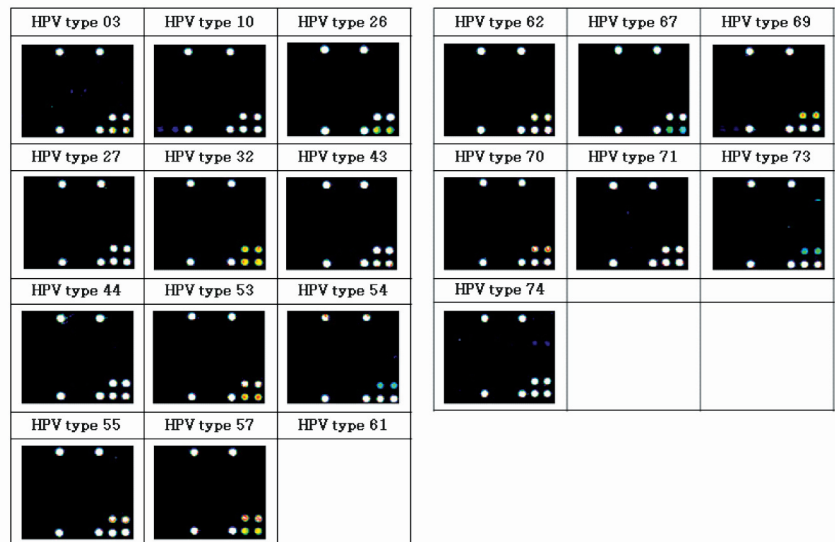 HPV type 03 HPV type 10 HPV type 26
HPV type 27 HPV type 32 HPV type 43
HPV type 44 HPV type 53 HPV type 54
HPV type 55 HPV type 57 HPV type 61
HPV type 62 HPV type 67 HPV type 69
HPV type 70 HPV type 71 HPV type 73
HPV type 74